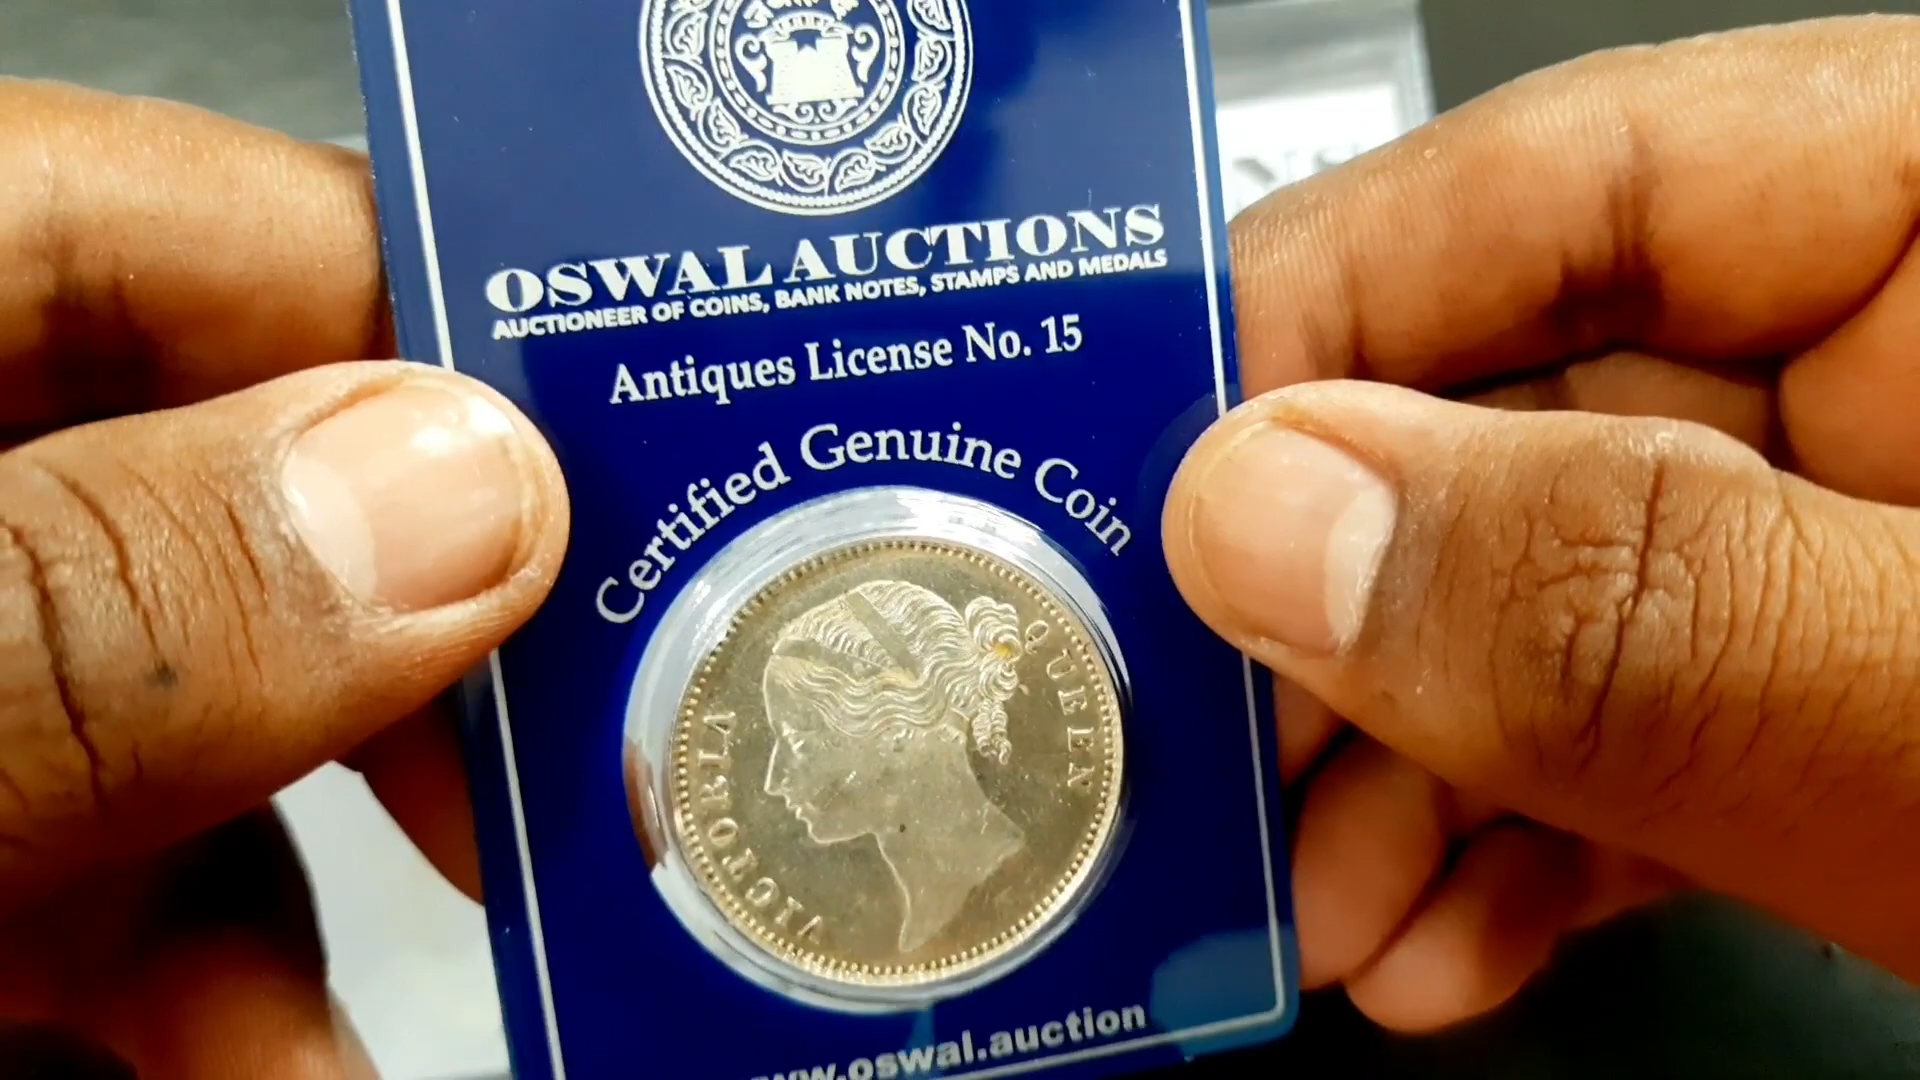 OSWAL AUCTIONS
AUCTIONEER OF COINS, BANK NOTES, STAMPS AND MEDALS
Antiques License No. 15
Certified Genuine Coin
VICTORIA QUEEN
www.oswal.auction